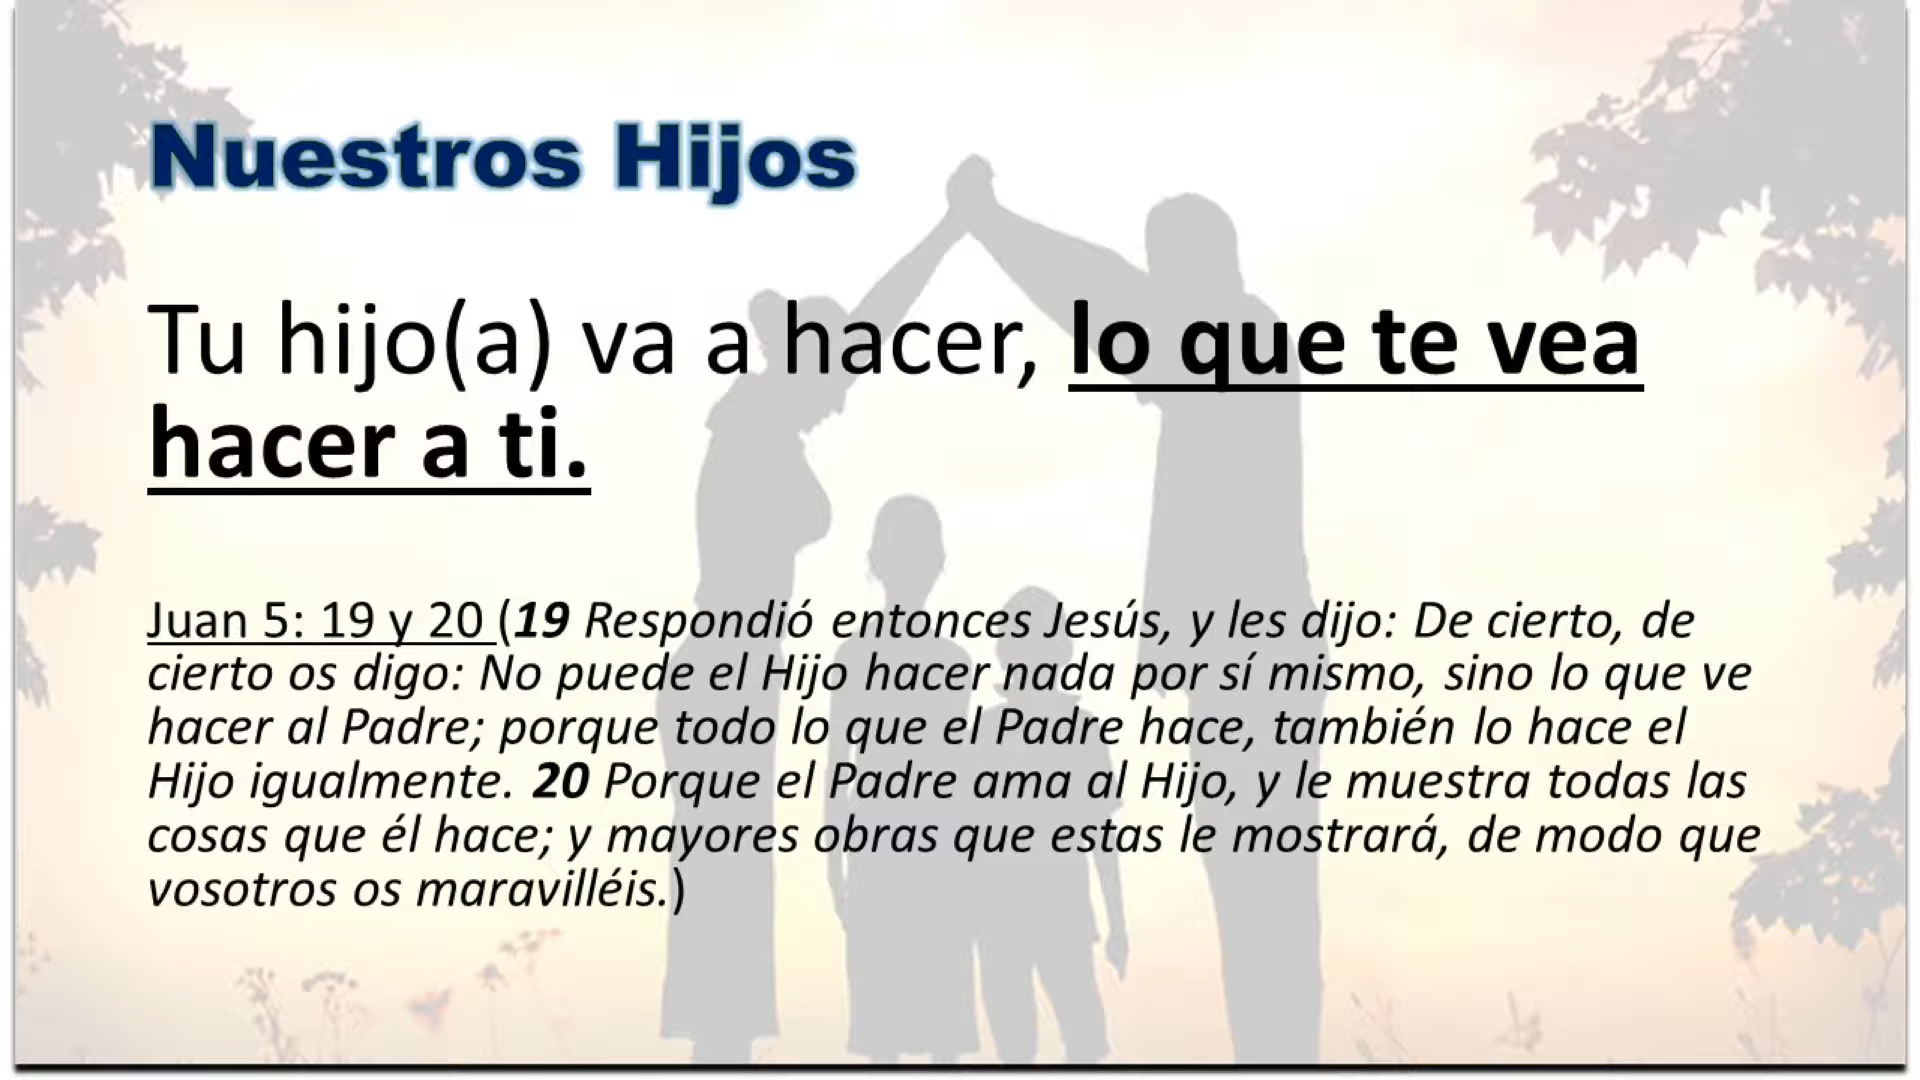 Nuestros Hijos
Tu hijo(a) va a hacer, lo que te vea
hacer a ti.
Juan 5: 19 y 20 (19 Respondió entonces Jesús, y les dijo: De cierto, de
cierto os digo: No puede el Hijo hacer nada por sí mismo, sino lo que ve
hacer al Padre; porque todo lo que el Padre hace, también lo hace el
Hijo igualmente. 20 Porque el Padre ama al Hijo, y le muestra todas las
cosas que él hace; y mayores obras que estas le mostrará, de modo que
vosotros os maravilléis.)